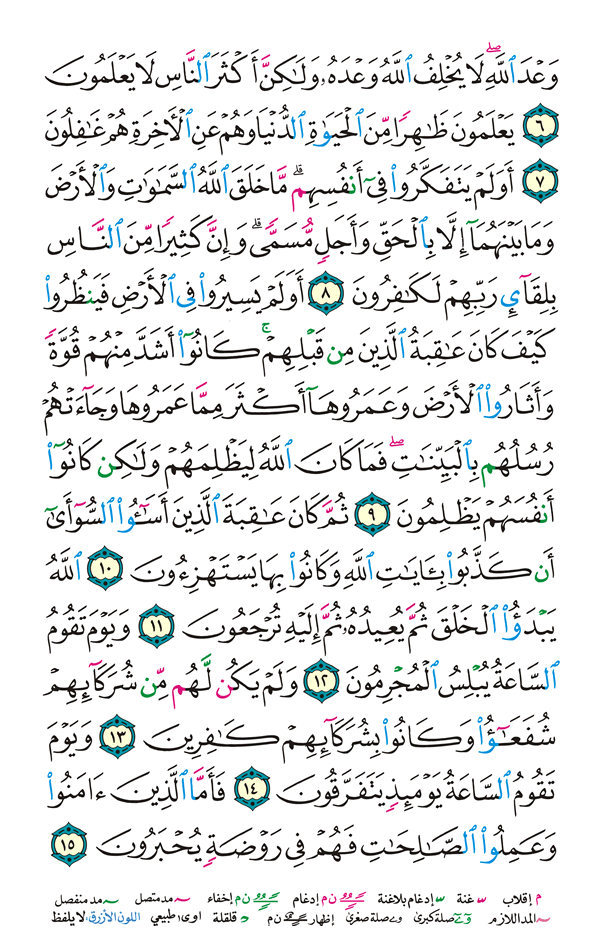 وَعْدَ ٱللَّهِۖ لَا يُخْلِفُ ٱللَّهُ وَعْدَهُۥ وَلَٰكِنَّ أَكْثَرَ ٱلنَّاسِ لَا يَعْلَمُونَ
٦ يَعْلَمُونَ ظَٰهِرًا مِّنَ ٱلْحَيَوٰةِ ٱلدُّنْيَا وَهُمْ عَنِ ٱلْأٓخِرَةِ هُمْ غَٰفِلُونَ
٧ أَوَلَمْ يَتَفَكَّرُوا۟ فِىٓ أَنفُسِهِمۗ مَّا خَلَقَ ٱللَّهُ ٱلسَّمَٰوَٰتِ وَٱلْأَرْضَ
وَمَا بَيْنَهُمَآ إِلَّا بِٱلْحَقِّ وَأَجَلٍ مُّسَمًّىۗ وَإِنَّ كَثِيرًا مِّنَ ٱلنَّاسِ
بِلِقَآئِ رَبِّهِمْ لَكَٰفِرُونَ ٨ أَوَلَمْ يَسِيرُوا۟ فِى ٱلْأَرْضِ فَيَنظُرُوا۟
كَيْفَ كَانَ عَٰقِبَةُ ٱلَّذِينَ مِن قَبْلِهِمْۚ كَانُوٓا۟ أَشَدَّ مِنْهُمْ قُوَّةً
وَأَثَارُوا۟ ٱلْأَرْضَ وَعَمَرُوهَآ أَكْثَرَ مِمَّا عَمَرُوهَا وَجَآءَتْهُمْ
رُسُلُهُم بِٱلْبَيِّنَٰتِۖ فَمَا كَانَ ٱللَّهُ لِيَظْلِمَهُمْ وَلَٰكِن كَانُوٓا۟
أَنفُسَهُمْ يَظْلِمُونَ ٩ ثُمَّ كَانَ عَٰقِبَةَ ٱلَّذِينَ أَسَٰٓـُٔوا۟ ٱلسُّوٓأَىٰٓ
أَن كَذَّبُوا۟ بِـَٔايَٰتِ ٱللَّهِ وَكَانُوا۟ بِهَا يَسْتَهْزِءُونَ ١٠ ٱللَّهُ
يَبْدَؤُا۟ ٱلْخَلْقَ ثُمَّ يُعِيدُهُۥ ثُمَّ إِلَيْهِ تُرْجَعُونَ ١١ وَيَوْمَ تَقُومُ
ٱلسَّاعَةُ يُبْلِسُ ٱلْمُجْرِمُونَ ١٢ وَلَمْ يَكُن لَّهُم مِّن شُرَكَآئِهِمْ
شُفَعَٰٓؤُا۟ وَكَانُوا۟ بِشُرَكَآئِهِمْ كَٰفِرِينَ ١٣ وَيَوْمَ
تَقُومُ ٱلسَّاعَةُ يَوْمَئِذٍ يَتَفَرَّقُونَ ١٤ فَأَمَّا ٱلَّذِينَ ءَامَنُوا۟
وَعَمِلُوا۟ ٱلصَّٰلِحَٰتِ فَهُمْ فِى رَوْضَةٍ يُحْبَرُونَ ١٥
م إقلاب غنة إدغام بلاغنة ن م إدغام ن م إخفاء مد متصل مد منفصل
المد اللازم صلة كبرى صلة صغرى إظهار ن م قلقلة اوى؛ طبيعي اللون الأزرق: لا يلفظ